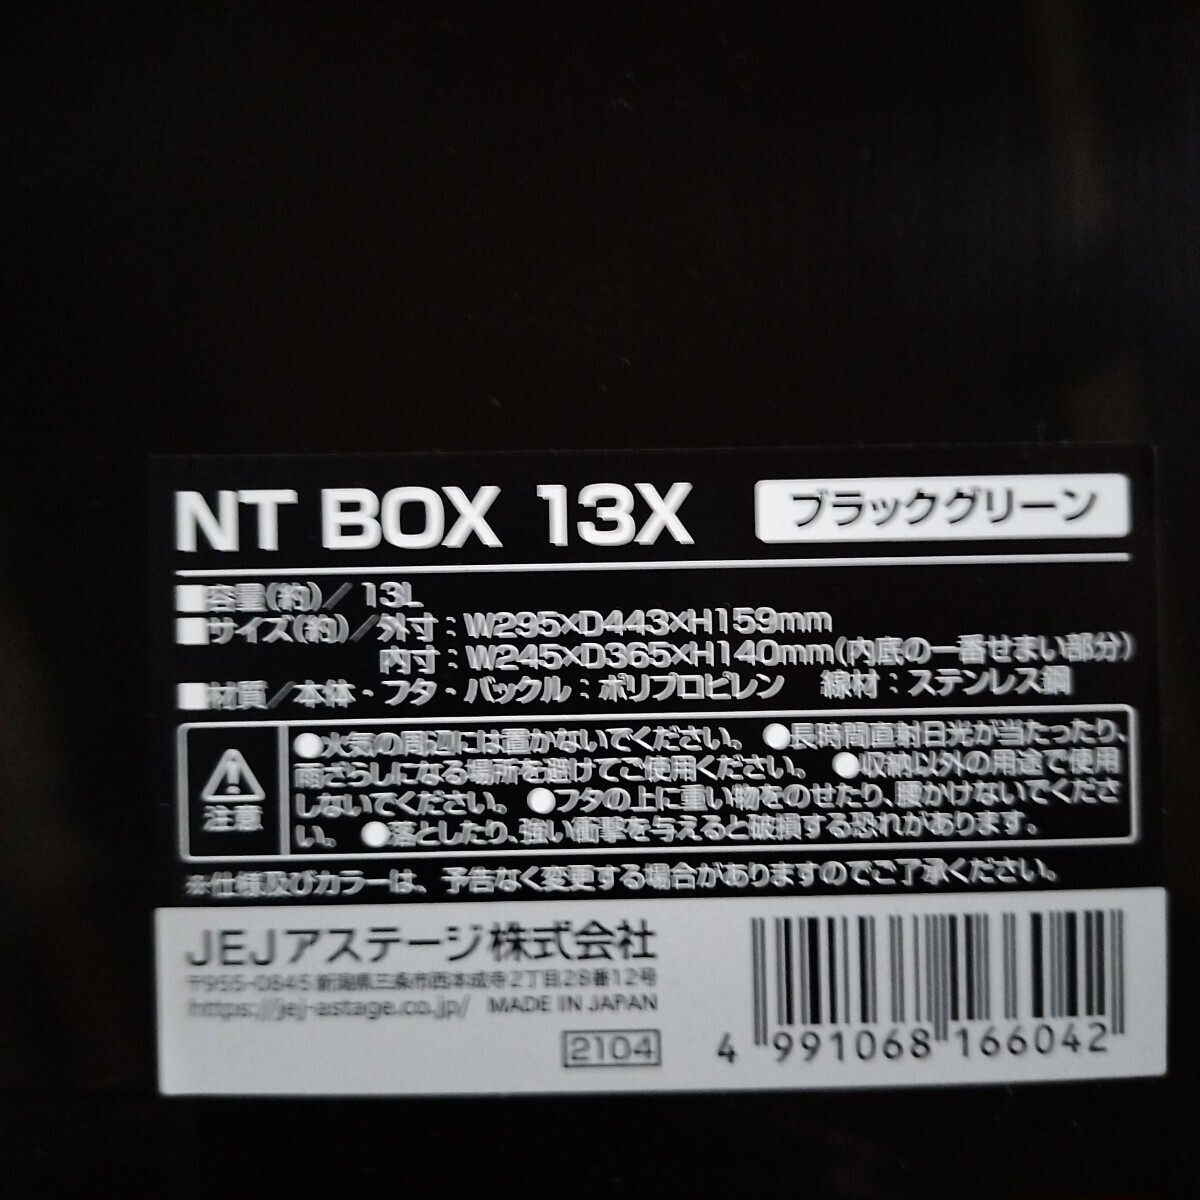 NT BOX 13X ブラックグリーン
■容量(約)/13L
■サイズ(約)/外寸:W295×D443×H159mm
内寸:W245×D365×H140mm(内底の一番せまい部分)
■材質/本体・フタ・バックル:ポリプロピレン 線材:ステンレス鋼
●火気の周辺には置かないでください。 ●長時間直射日光が当たったり、
雨ざらしになる場所を避けてご使用ください。 ●収納以外の用途で使用
しないでください。 ●フタの上に重い物をのせたり、腰かけないでくださ
い。 ●落としたり、強い衝撃を与えると破損する恐れがあります。
注意
※仕様及びカラーは、予告なく変更する場合がありますのでご了承ください。
JEJアステージ株式会社
〒955-0845 新潟県三条市西本成寺2丁目28番12号
https://jej-astage.co.jp/ MADE IN JAPAN
2104
4 991068 166042